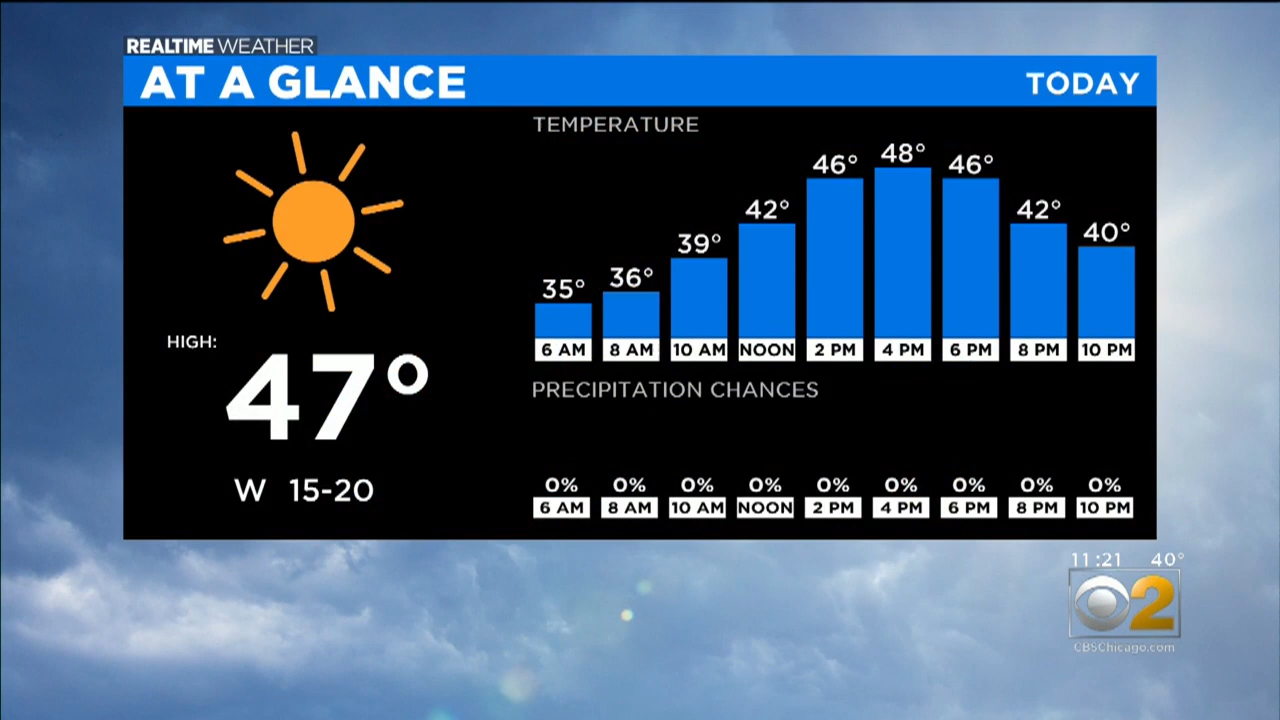 REALTIME WEATHER
AT A GLANCE
TODAY
HIGH:
47°
W 15-20
TEMPERATURE
35° 36° 39° 42° 46° 48° 46° 42° 40°
6 AM 8 AM 10 AM NOON 2 PM 4 PM 6 PM 8 PM 10 PM
PRECIPITATION CHANCES
0% 0% 0% 0% 0% 0% 0% 0% 0%
6 AM 8 AM 10 AM NOON 2 PM 4 PM 6 PM 8 PM 10 PM
11:21 40°
2
CBSChicago.com